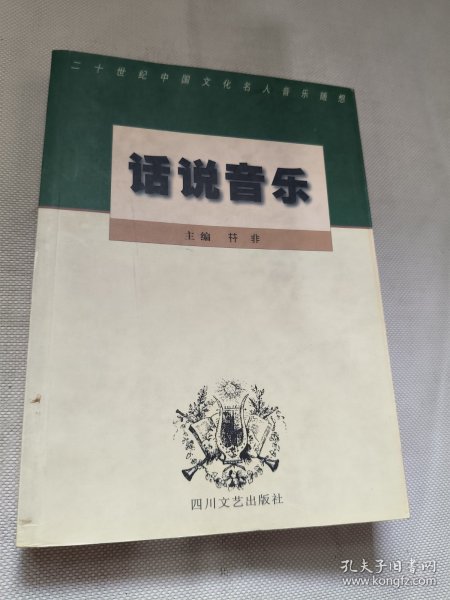 二十世纪中国文化名人音乐随想
话说音乐
主编 苻非
四川文艺出版社
孔夫子旧书网
www.kongfz.com